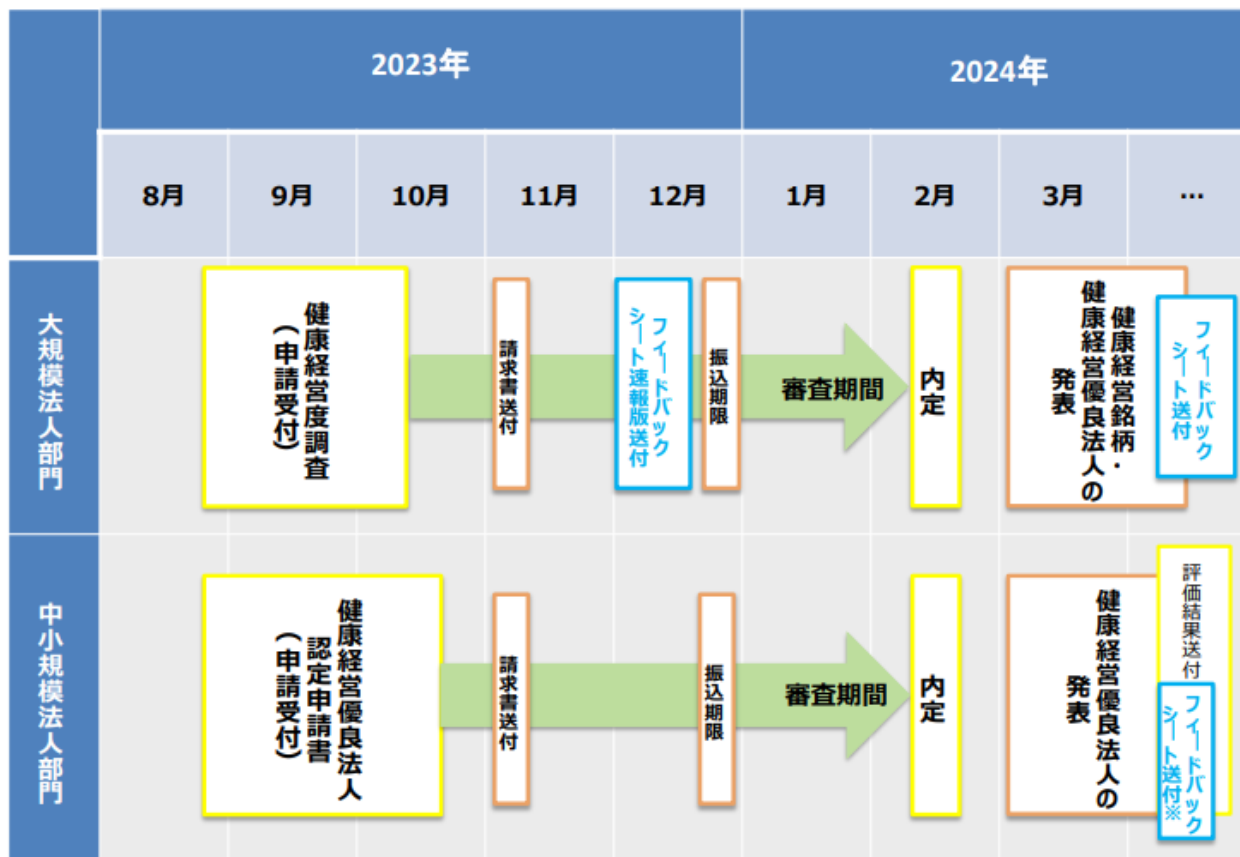 2023年
2024年
8月
9月
10月
11月
12月
1月
2月
3月
…
大規模法人部門
健康経営度調査
（申請受付）
請求書送付
フィードバック
シート速報版送付
振込期限
審査期間
内定
健康経営銘柄・
健康経営優良法人の
発表
フィードバック
シート送付
中小規模法人部門
健康経営優良法人
認定申請書
（申請受付）
請求書送付
振込期限
審査期間
内定
健康経営優良法人の
発表
評価結果送付
フィードバック
シート送付※